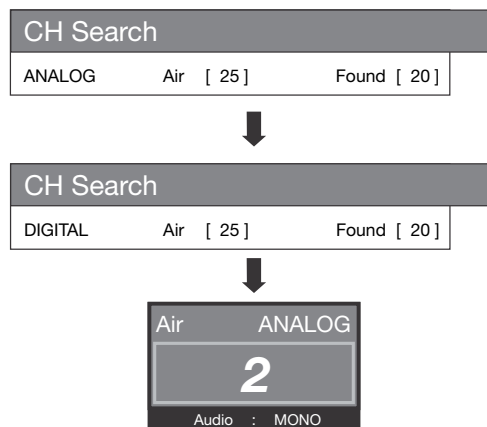 CH Search
ANALOG Air [ 25 ] Found [ 20 ]
CH Search
DIGITAL Air [ 25 ] Found [ 20 ]
Air ANALOG
2
Audio : MONO